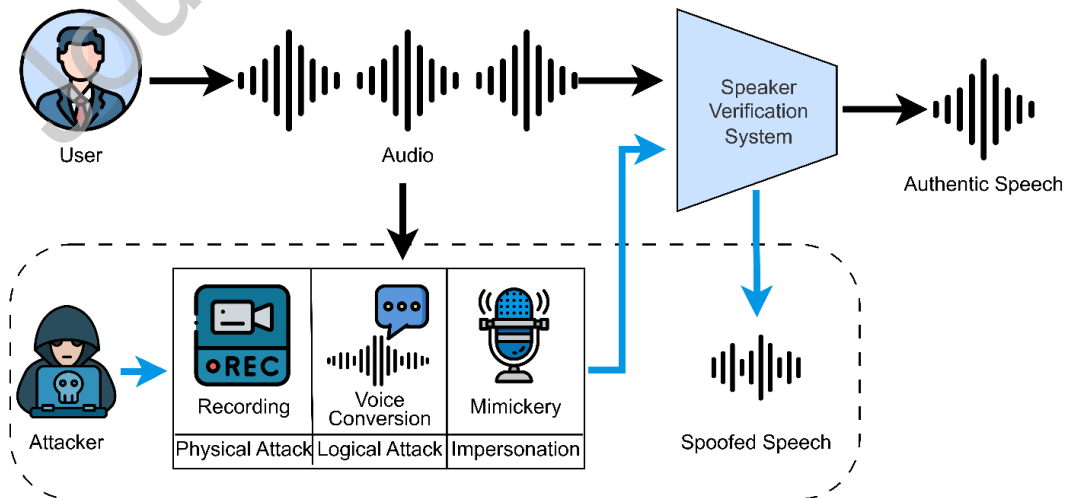 Jou
Speaker
Verification
System
User
Audio
Authentic Speech
REC
Recording
Voice
Conversion
Mimickery
Attacker
Physical Attack
Logical Attack
Impersonation
Spoofed Speech